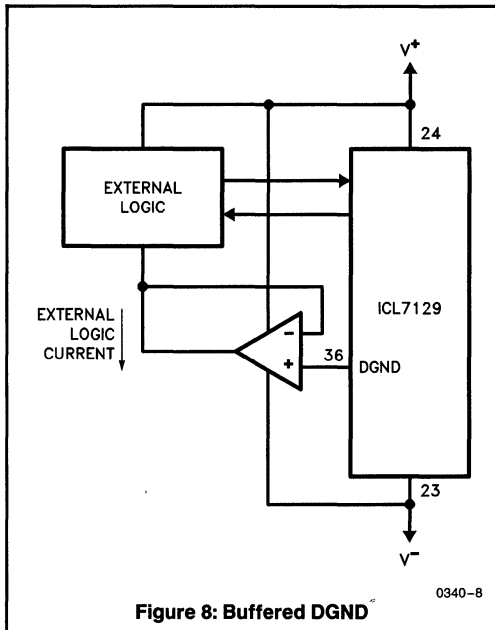 V+
24
EXTERNAL
LOGIC
ICL7129
EXTERNAL
LOGIC
CURRENT
-
+
36
DGND
23
V-
0340-8
Figure 8: Buffered DGND